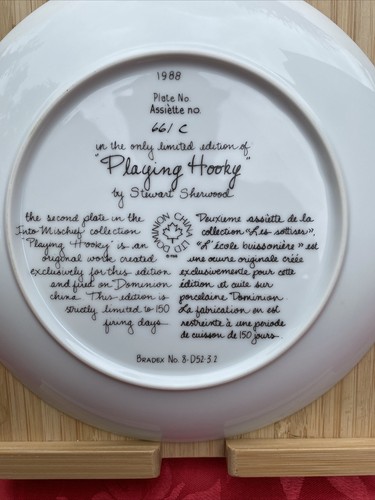 1988
Plate No.
Assiette no.
661 C
in the only limited edition of
"Playing Hooky"
by Stewart Sherwood
the second plate in the
Into Mischief collection
"Playing Hooky" is an
original work created
exclusively for this edition
and fired on Dominion
china. This edition is
strictly limited to 150
firing days.
DOMINION CHINA LTD
Deuxième assiette de la
collection «Les sottises»,
«L'école buissonière» est
une œuvre originale créée
exclusivement pour cette
édition et cuite sur
porcelaine Dominion
La fabrication en est
restreinte à une periode
de cuisson de 150 jours.
BRADEX No. 8-D52-3.2